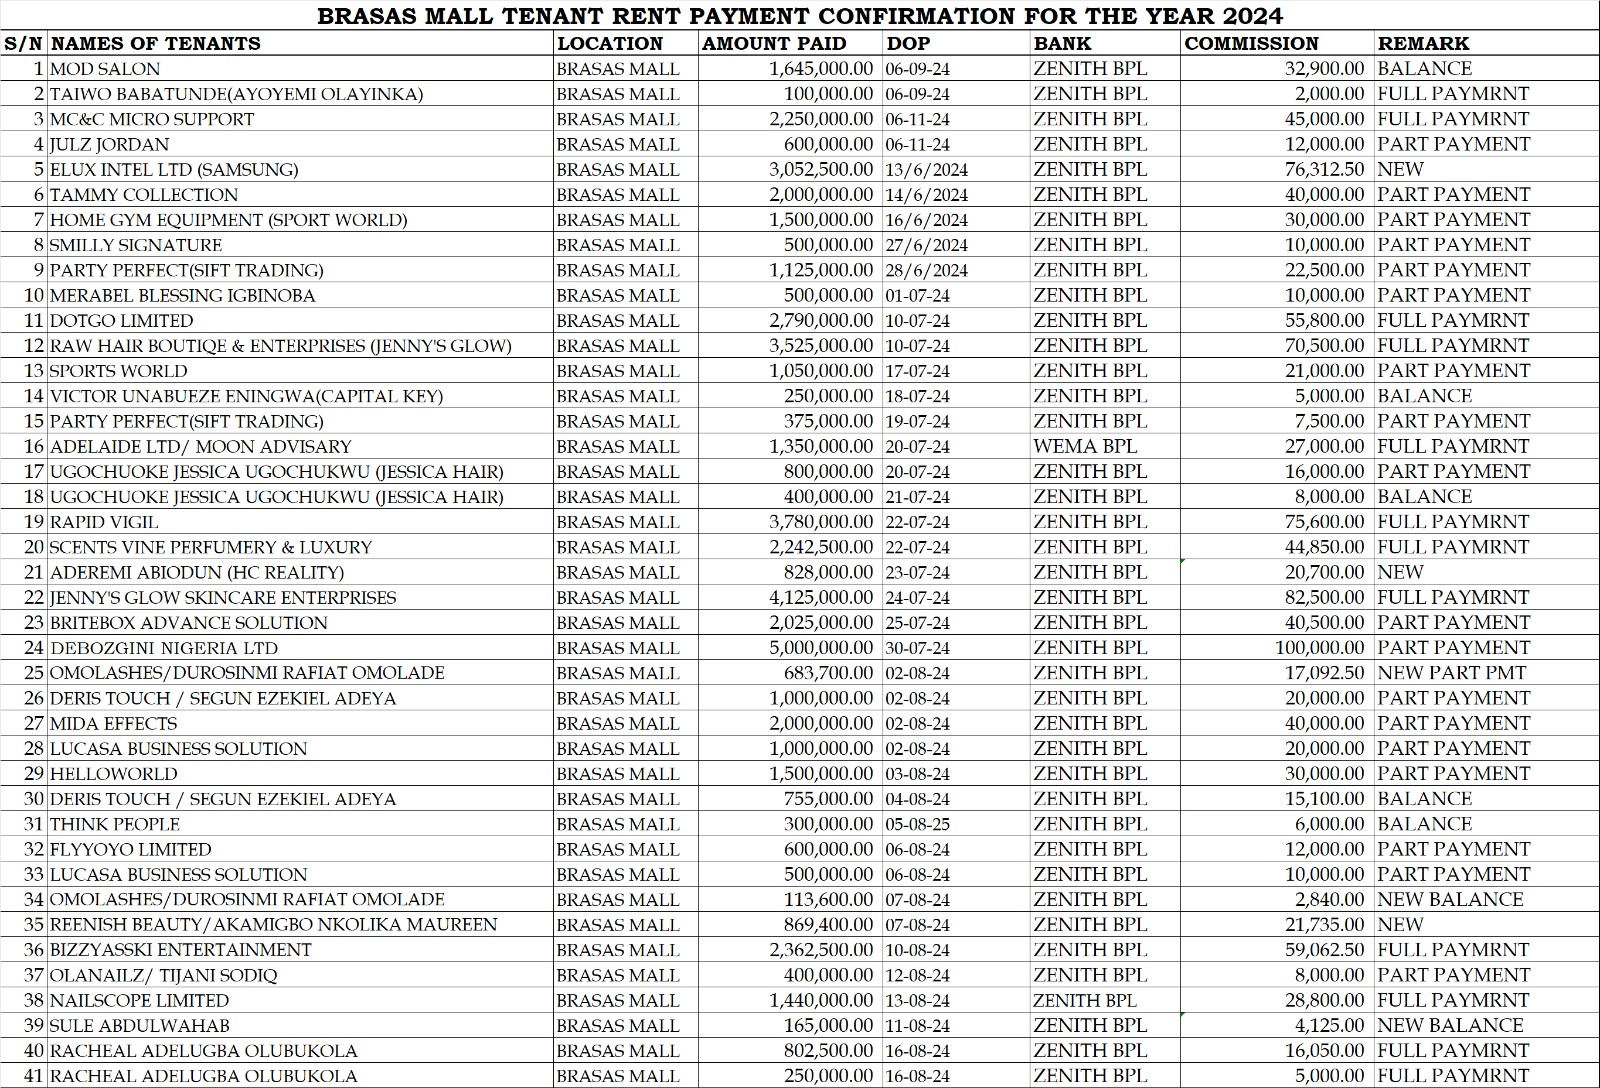 BRASAS MALL TENANT RENT PAYMENT CONFIRMATION FOR THE YEAR 2024
S/N NAMES OF TENANTS LOCATION AMOUNT PAID DOP BANK COMMISSION REMARK
1 MOD SALON BRASAS MALL 1,645,000.00 06-09-24 ZENITH BPL 32,900.00 BALANCE
2 TAIWO BABATUNDE(AYOYEMI OLAYINKA) BRASAS MALL 100,000.00 06-09-24 ZENITH BPL 2,000.00 FULL PAYMRNT
3 MC&C MICRO SUPPORT BRASAS MALL 2,250,000.00 06-11-24 ZENITH BPL 45,000.00 FULL PAYMRNT
4 JULZ JORDAN BRASAS MALL 600,000.00 06-11-24 ZENITH BPL 12,000.00 PART PAYMENT
5 ELUX INTEL LTD (SAMSUNG) BRASAS MALL 3,052,500.00 13/6/2024 ZENITH BPL 76,312.50 NEW
6 TAMMY COLLECTION BRASAS MALL 2,000,000.00 14/6/2024 ZENITH BPL 40,000.00 PART PAYMENT
7 HOME GYM EQUIPMENT (SPORT WORLD) BRASAS MALL 1,500,000.00 16/6/2024 ZENITH BPL 30,000.00 PART PAYMENT
8 SMILLY SIGNATURE BRASAS MALL 500,000.00 27/6/2024 ZENITH BPL 10,000.00 PART PAYMENT
9 PARTY PERFECT(SIFT TRADING) BRASAS MALL 1,125,000.00 28/6/2024 ZENITH BPL 22,500.00 PART PAYMENT
10 MERABEL BLESSING IGBINOBA BRASAS MALL 500,000.00 01-07-24 ZENITH BPL 10,000.00 PART PAYMENT
11 DOTGO LIMITED BRASAS MALL 2,790,000.00 10-07-24 ZENITH BPL 55,800.00 FULL PAYMRNT
12 RAW HAIR BOUTIQE & ENTERPRISES (JENNY'S GLOW) BRASAS MALL 3,525,000.00 10-07-24 ZENITH BPL 70,500.00 FULL PAYMRNT
13 SPORTS WORLD BRASAS MALL 1,050,000.00 17-07-24 ZENITH BPL 21,000.00 PART PAYMENT
14 VICTOR UNABUEZE ENINGWA(CAPITAL KEY) BRASAS MALL 250,000.00 18-07-24 ZENITH BPL 5,000.00 BALANCE
15 PARTY PERFECT(SIFT TRADING) BRASAS MALL 375,000.00 19-07-24 ZENITH BPL 7,500.00 PART PAYMENT
16 ADELAIDE LTD/ MOON ADVISARY BRASAS MALL 1,350,000.00 20-07-24 WEMA BPL 27,000.00 FULL PAYMRNT
17 UGOCHUOKE JESSICA UGOCHUKWU (JESSICA HAIR) BRASAS MALL 800,000.00 20-07-24 ZENITH BPL 16,000.00 PART PAYMENT
18 UGOCHUOKE JESSICA UGOCHUKWU (JESSICA HAIR) BRASAS MALL 400,000.00 21-07-24 ZENITH BPL 8,000.00 BALANCE
19 RAPID VIGIL BRASAS MALL 3,780,000.00 22-07-24 ZENITH BPL 75,600.00 FULL PAYMRNT
20 SCENTS VINE PERFUMERY & LUXURY BRASAS MALL 2,242,500.00 22-07-24 ZENITH BPL 44,850.00 FULL PAYMRNT
21 ADEREMI ABIODUN (HC REALITY) BRASAS MALL 828,000.00 23-07-24 ZENITH BPL 20,700.00 NEW
22 JENNY'S GLOW SKINCARE ENTERPRISES BRASAS MALL 4,125,000.00 24-07-24 ZENITH BPL 82,500.00 FULL PAYMRNT
23 BRITEBOX ADVANCE SOLUTION BRASAS MALL 2,025,000.00 25-07-24 ZENITH BPL 40,500.00 PART PAYMENT
24 DEBOZGINI NIGERIA LTD BRASAS MALL 5,000,000.00 30-07-24 ZENITH BPL 100,000.00 PART PAYMENT
25 OMOLASHES/DUROSINMI RAFIAT OMOLADE BRASAS MALL 683,700.00 02-08-24 ZENITH BPL 17,092.50 NEW PART PMT
26 DERIS TOUCH / SEGUN EZEKIEL ADEYA BRASAS MALL 1,000,000.00 02-08-24 ZENITH BPL 20,000.00 PART PAYMENT
27 MIDA EFFECTS BRASAS MALL 2,000,000.00 02-08-24 ZENITH BPL 40,000.00 PART PAYMENT
28 LUCASA BUSINESS SOLUTION BRASAS MALL 1,000,000.00 02-08-24 ZENITH BPL 20,000.00 PART PAYMENT
29 HELLOWORLD BRASAS MALL 1,500,000.00 03-08-24 ZENITH BPL 30,000.00 PART PAYMENT
30 DERIS TOUCH / SEGUN EZEKIEL ADEYA BRASAS MALL 755,000.00 04-08-24 ZENITH BPL 15,100.00 BALANCE
31 THINK PEOPLE BRASAS MALL 300,000.00 05-08-25 ZENITH BPL 6,000.00 BALANCE
32 FLYYOYO LIMITED BRASAS MALL 600,000.00 06-08-24 ZENITH BPL 12,000.00 PART PAYMENT
33 LUCASA BUSINESS SOLUTION BRASAS MALL 500,000.00 06-08-24 ZENITH BPL 10,000.00 PART PAYMENT
34 OMOLASHES/DUROSINMI RAFIAT OMOLADE BRASAS MALL 113,600.00 07-08-24 ZENITH BPL 2,840.00 NEW BALANCE
35 REENISH BEAUTY/AKAMIGBO NKOLIKA MAUREEN BRASAS MALL 869,400.00 07-08-24 ZENITH BPL 21,735.00 NEW
36 BIZZYASSKI ENTERTAINMENT BRASAS MALL 2,362,500.00 10-08-24 ZENITH BPL 59,062.50 FULL PAYMRNT
37 OLANAILZ/ TIJANI SODIQ BRASAS MALL 400,000.00 12-08-24 ZENITH BPL 8,000.00 PART PAYMENT
38 NAILSCOPE LIMITED BRASAS MALL 1,440,000.00 13-08-24 ZENITH BPL 28,800.00 FULL PAYMRNT
39 SULE ABDULWAHAB BRASAS MALL 165,000.00 11-08-24 ZENITH BPL 4,125.00 NEW BALANCE
40 RACHEAL ADELUGBA OLUBUKOLA BRASAS MALL 802,500.00 16-08-24 ZENITH BPL 16,050.00 FULL PAYMRNT
41 RACHEAL ADELUGBA OLUBUKOLA BRASAS MALL 250,000.00 16-08-24 ZENITH BPL 5,000.00 FULL PAYMRNT